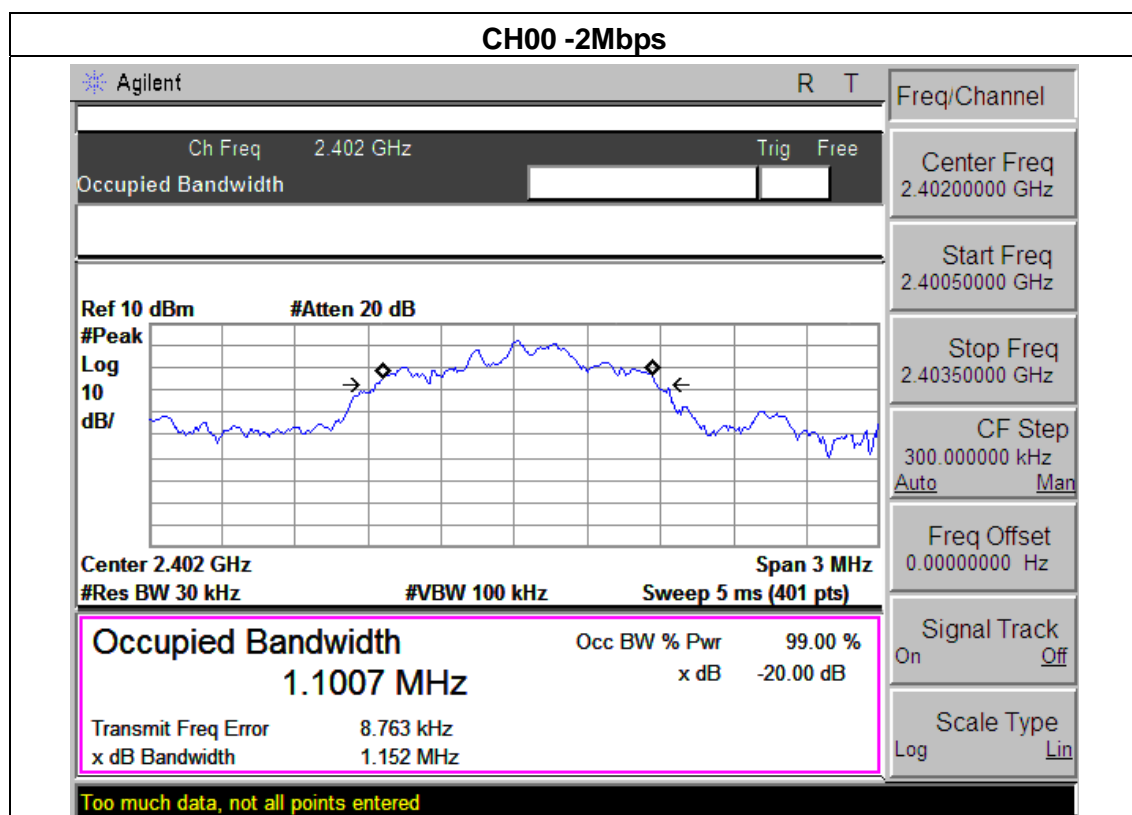 CH00 -2Mbps
Agilent R T
Freq/Channel
Ch Freq 2.402 GHz Trig Free
Occupied Bandwidth
Center Freq
2.40200000 GHz
Start Freq
2.40050000 GHz
Ref 10 dBm #Atten 20 dB
#Peak
Log
10
dB/
Stop Freq
2.40350000 GHz
CF Step
300.000000 kHz
Auto Man
Center 2.402 GHz Span 3 MHz
#Res BW 30 kHz #VBW 100 kHz Sweep 5 ms (401 pts)
Freq Offset
0.00000000 Hz
Occupied Bandwidth Occ BW % Pwr 99.00 %
1.1007 MHz x dB -20.00 dB
Transmit Freq Error 8.763 kHz
x dB Bandwidth 1.152 MHz
Signal Track
On Off
Scale Type
Log Lin
Too much data, not all points entered